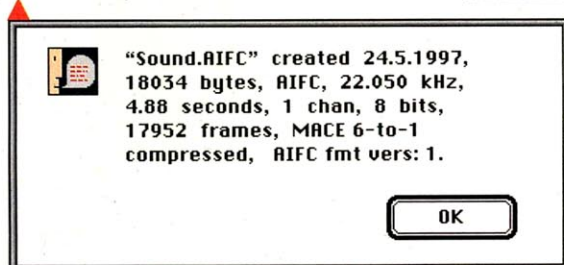 “Sound.AIFC” created 24.5.1997,
18034 bytes, AIFC, 22.050 kHz,
4.88 seconds, 1 chan, 8 bits,
17952 frames, MACE 6-to-1
compressed, AIFC fmt vers: 1.
OK